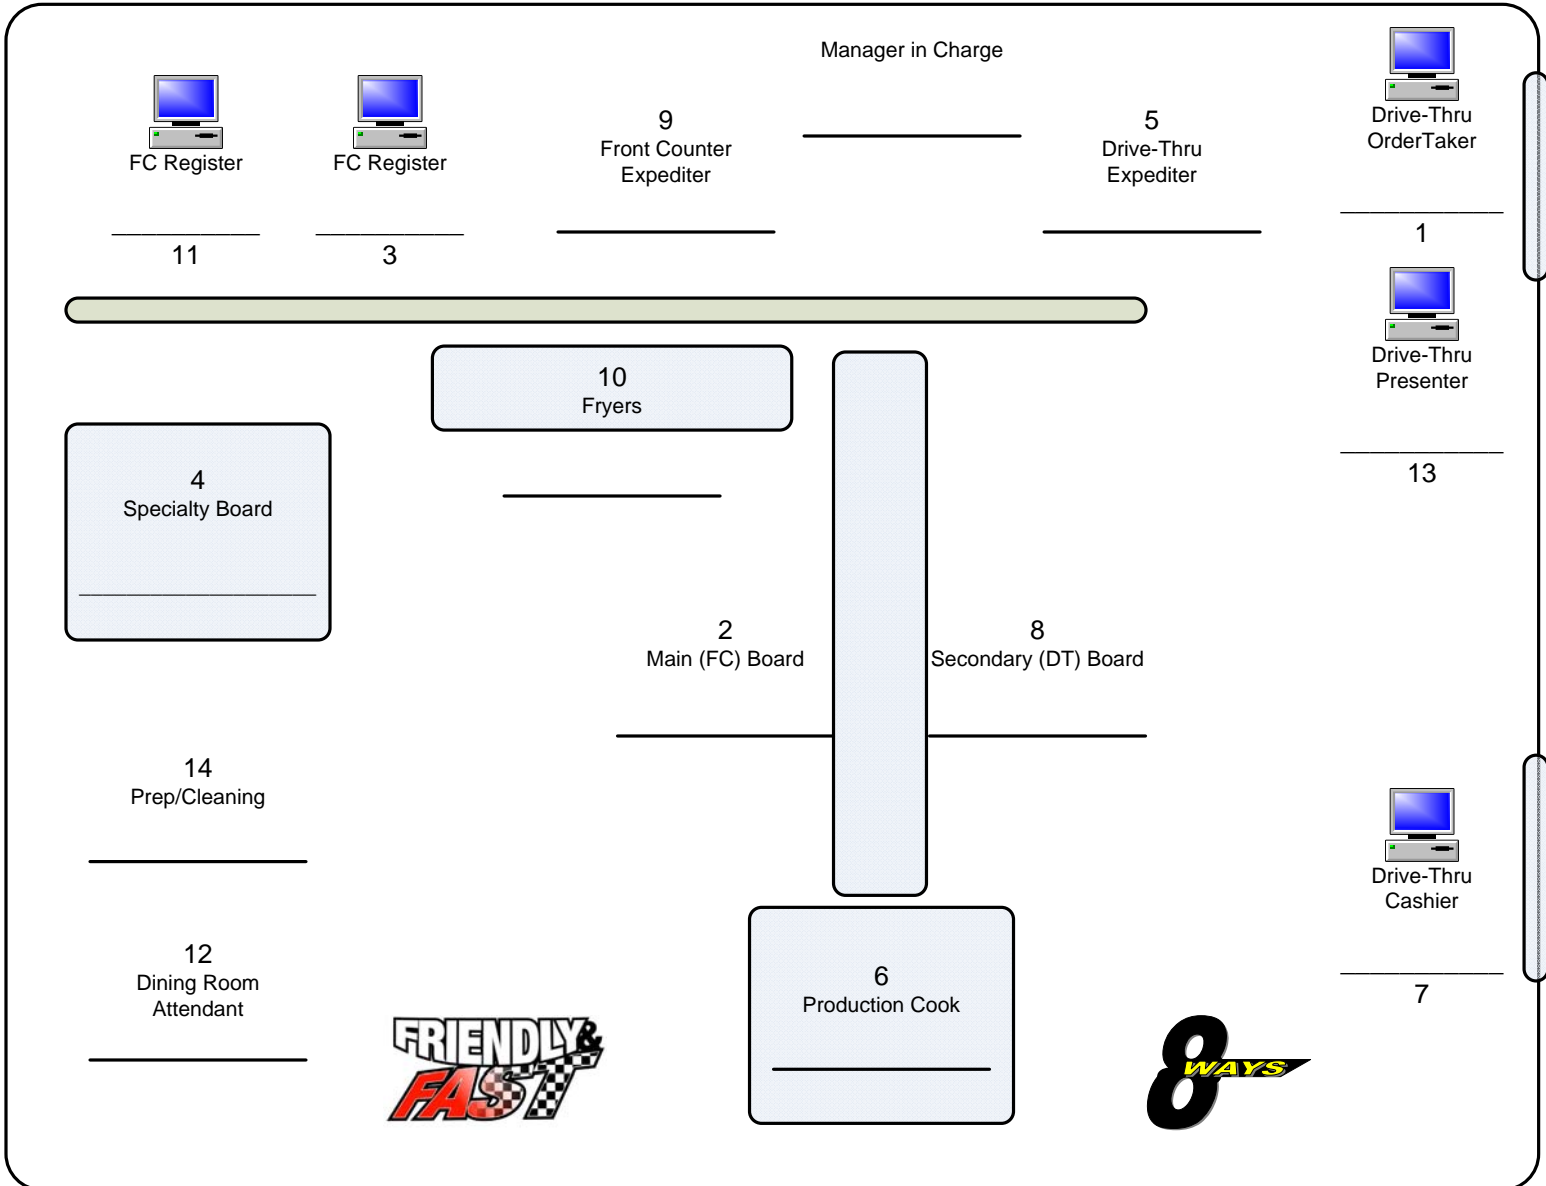 Manager in Charge
FC Register
11
FC Register
3
9
Front Counter
Expediter
5
Drive-Thru
Expediter
Drive-Thru
OrderTaker
1
Drive-Thru
Presenter
13
10
Fryers
4
Specialty Board
2
Main (FC) Board
8
Secondary (DT) Board
14
Prep/Cleaning
Drive-Thru
Cashier
7
12
Dining Room
Attendant
6
Production Cook
FRIENDLY&
FAST
8
WAYS